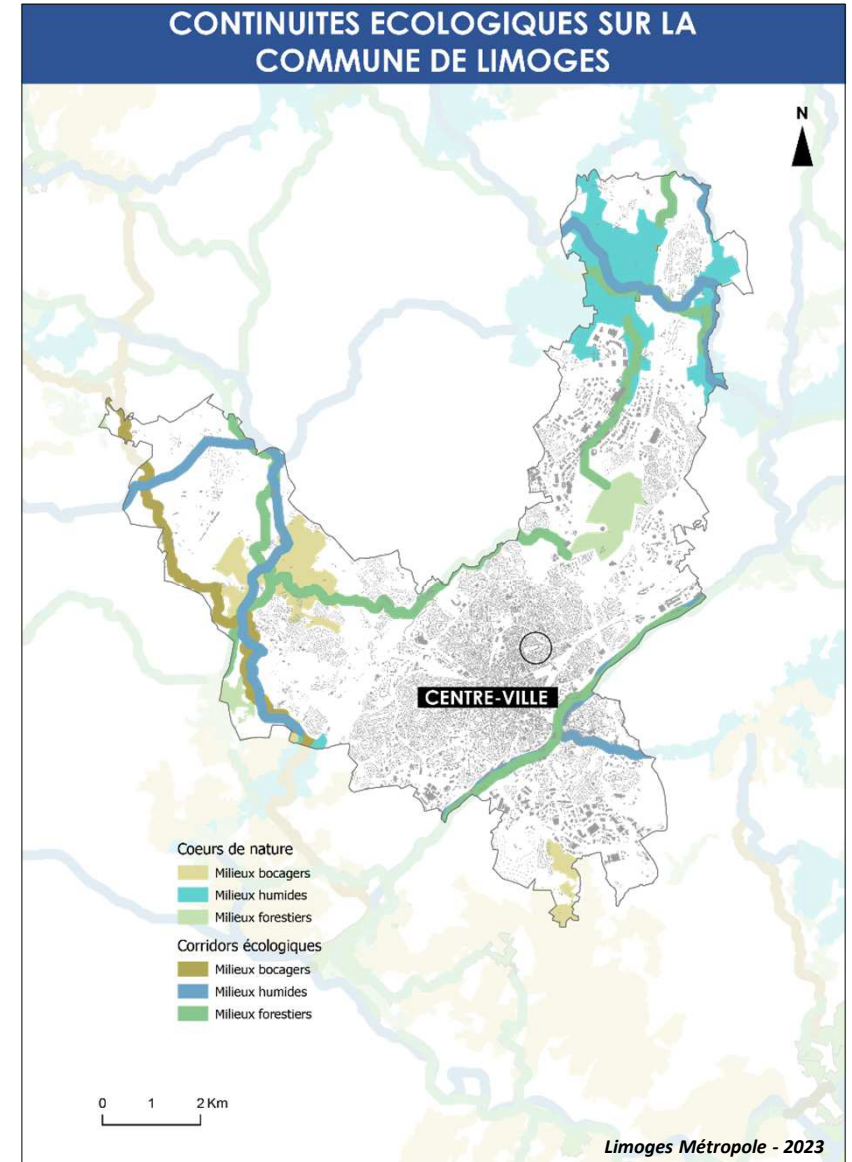 CONTINUITES ECOLOGIQUES SUR LA
COMMUNE DE LIMOGES
N
CENTRE-VILLE
Coeurs de nature
Milieux bocagers
Milieux humides
Milieux forestiers
Corridors écologiques
Milieux bocagers
Milieux humides
Milieux forestiers
0 1 2 Km
Limoges Métropole - 2023